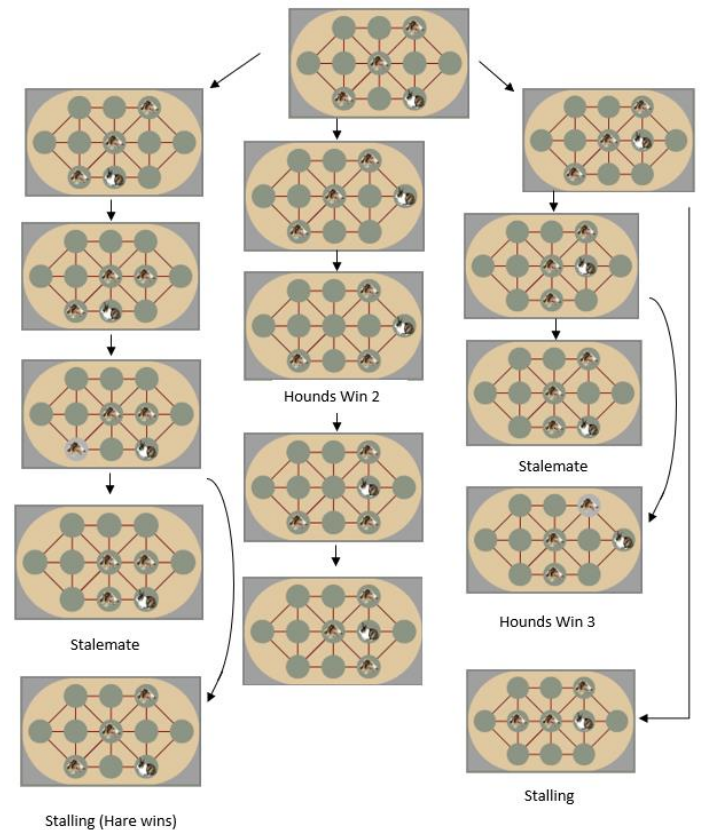 Hounds Win 2
Stalemate
Hounds Win 3
Stalemate
Stalling
Stalling (Hare wins)